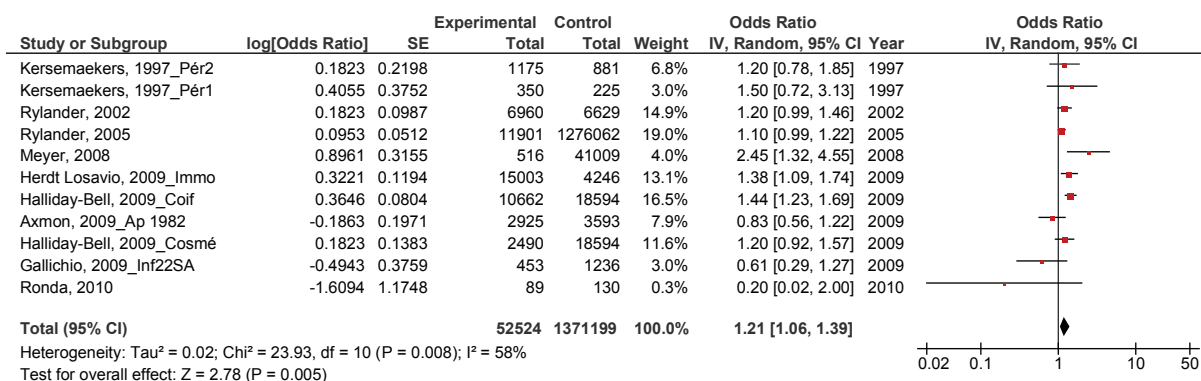 Experimental Control Odds Ratio Odds Ratio
Study or Subgroup log[Odds Ratio] SE Total Total Weight IV, Random, 95% CI Year IV, Random, 95% CI
Kersemaekers, 1997_Pér2 0.1823 0.2198 1175 881 6.8% 1.20 [0.78, 1.85] 1997
Kersemaekers, 1997_Pér1 0.4055 0.3752 350 225 3.0% 1.50 [0.72, 3.13] 1997
Rylander, 2002 0.1823 0.0987 6960 6629 14.9% 1.20 [0.99, 1.46] 2002
Rylander, 2005 0.0953 0.0512 11901 1276062 19.0% 1.10 [0.99, 1.22] 2005
Meyer, 2008 0.8961 0.3155 516 41009 4.0% 2.45 [1.32, 4.55] 2008
Herdt Losavio, 2009_Immo 0.3221 0.1194 15003 4246 13.1% 1.38 [1.09, 1.74] 2009
Halliday-Bell, 2009_Coif 0.3646 0.0804 10662 18594 16.5% 1.44 [1.23, 1.69] 2009
Axmon, 2009_Ap 1982 -0.1863 0.1971 2925 3593 7.9% 0.83 [0.56, 1.22] 2009
Halliday-Bell, 2009_Cosmé 0.1823 0.1383 2490 18594 11.6% 1.20 [0.92, 1.57] 2009
Gallichio, 2009_Inf22SA -0.4943 0.3759 453 1236 3.0% 0.61 [0.29, 1.27] 2009
Ronda, 2010 -1.6094 1.1748 89 130 0.3% 0.20 [0.02, 2.00] 2010
Total (95% CI) 52524 1371199 100.0% 1.21 [1.06, 1.39]
Heterogeneity: Tau² = 0.02; Chi² = 23.93, df = 10 (P = 0.008); I² = 58%
Test for overall effect: Z = 2.78 (P = 0.005)
0.02 0.1 1 10 50